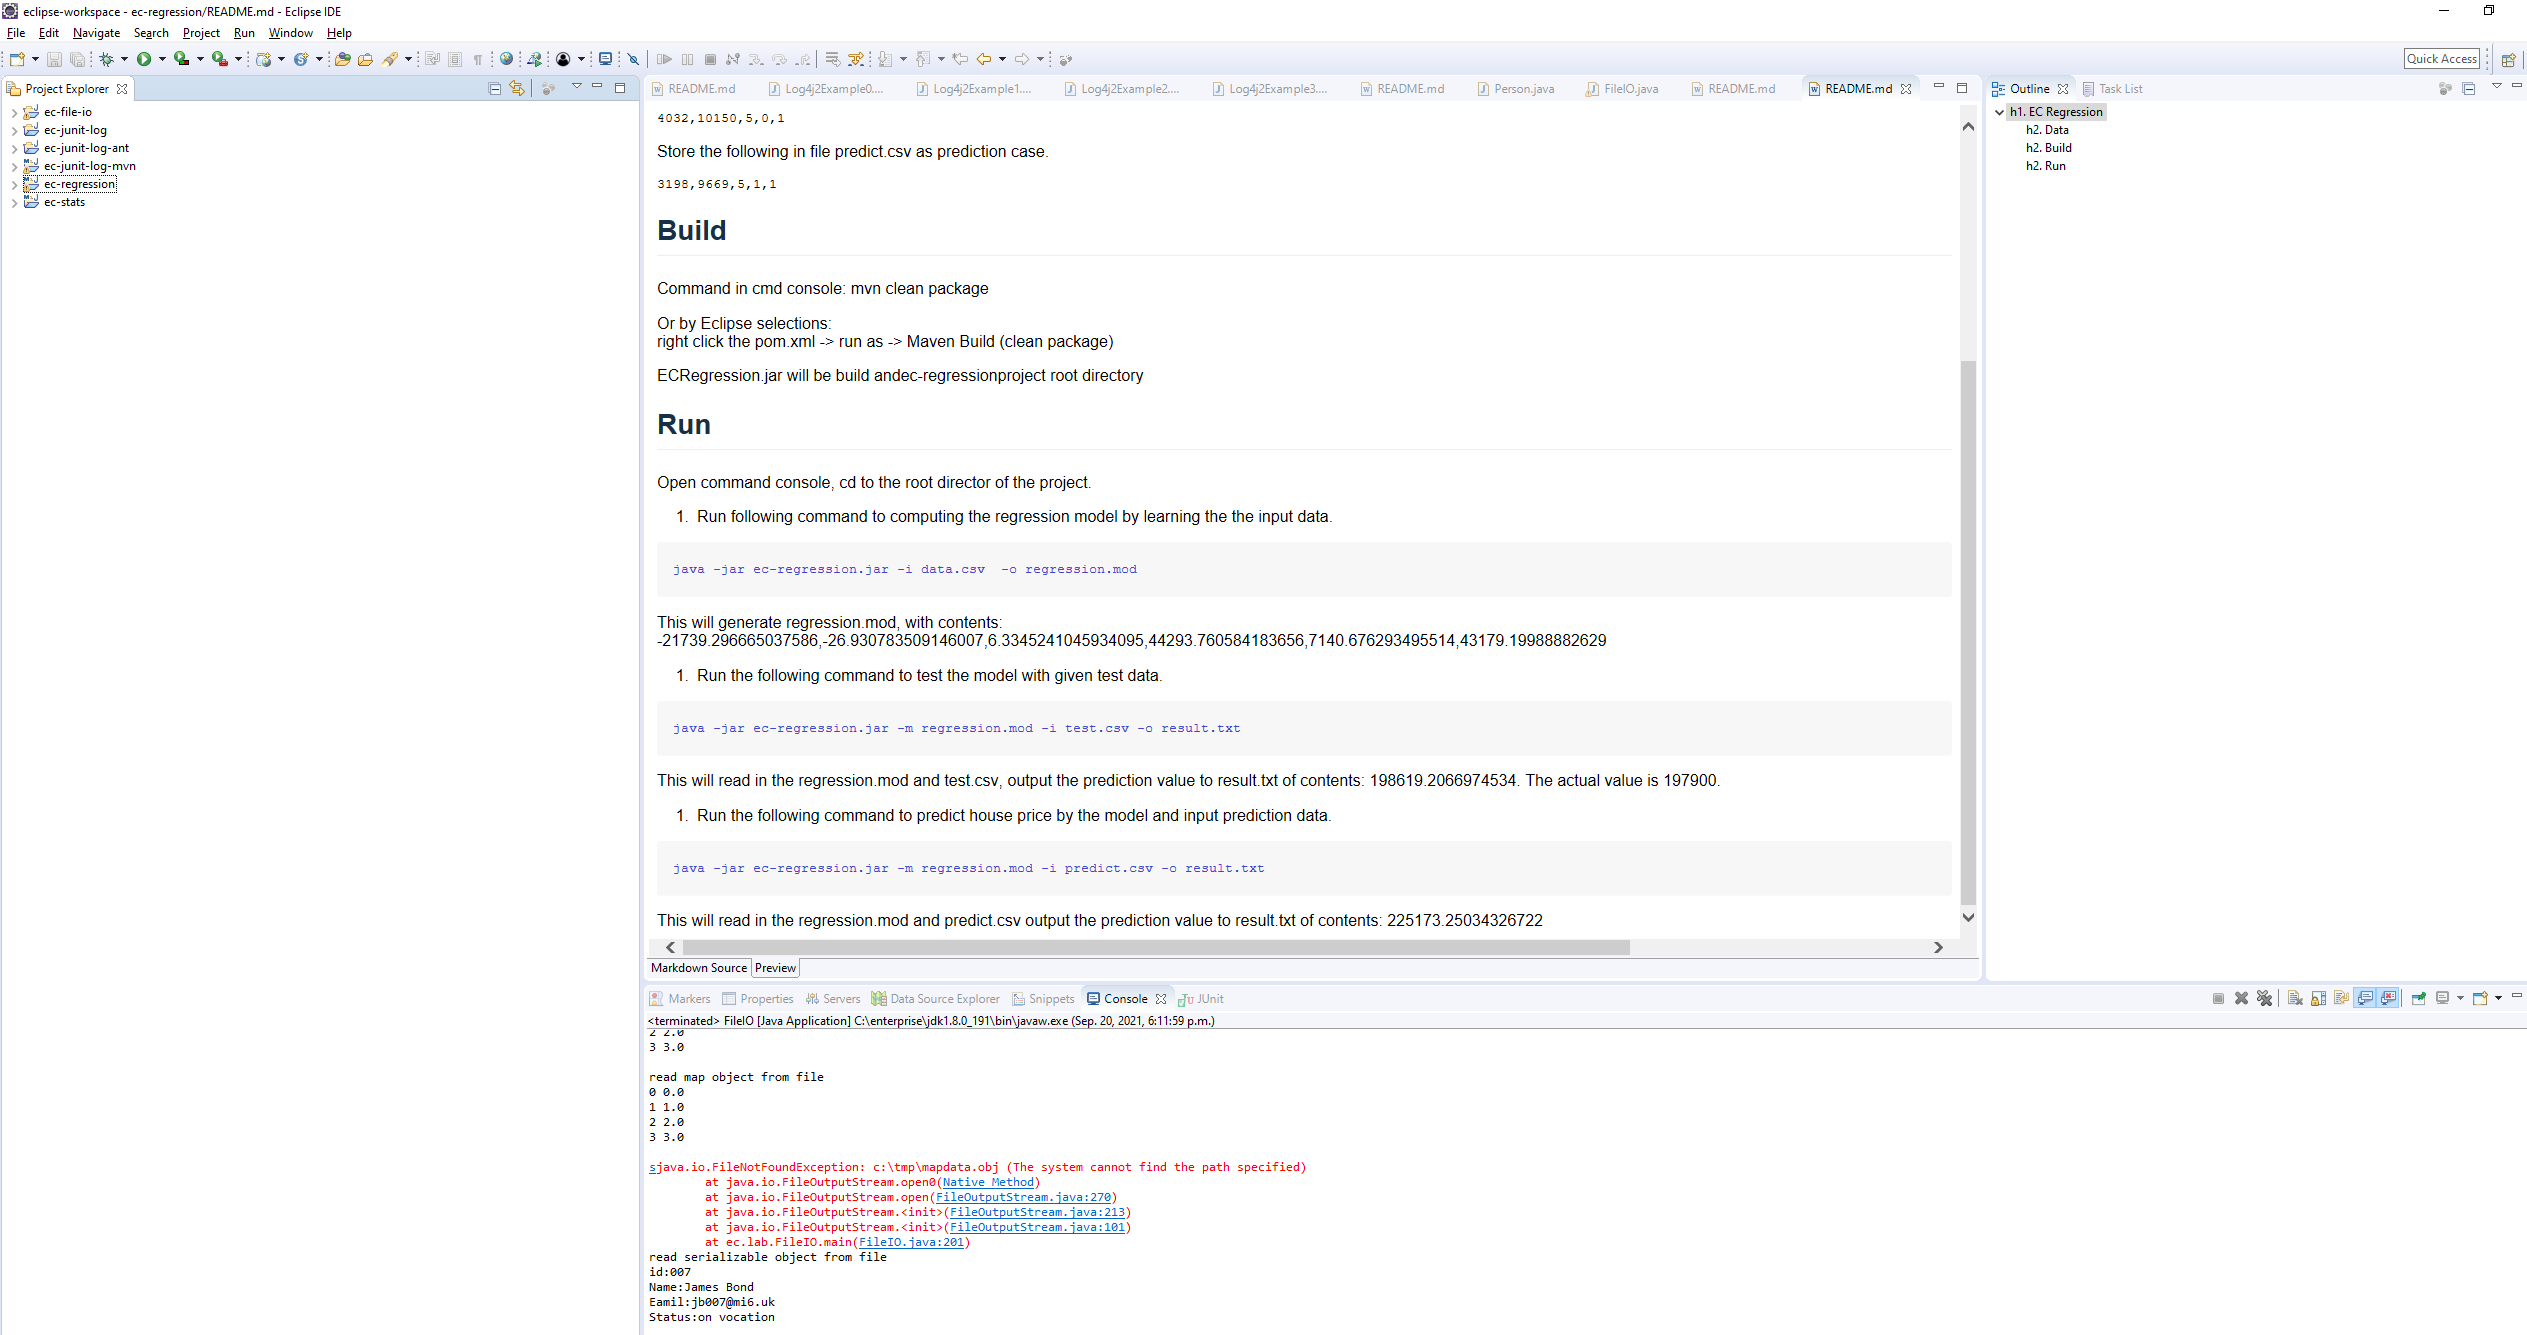 eclipse-workspace - ec-regression/README.md - Eclipse IDE
File Edit Navigate Search Project Run Window Help
Quick Access
Project Explorer
ec-file-io
ec-junit-log
ec-junit-log-ant
ec-junit-log-mvn
ec-regression
ec-stats
README.md Log4j2Example0.... Log4j2Example1.... Log4j2Example2.... Log4j2Example3.... README.md Person.java FileIO.java README.md README.md
4032,10150,5,0,1
Store the following in file predict.csv as prediction case.
3198,9669,5,1,1
Build
Command in cmd console: mvn clean package
Or by Eclipse selections:
right click the pom.xml -> run as -> Maven Build (clean package)
ECRegression.jar will be build andec-regressionproject root directory
Run
Open command console, cd to the root director of the project.
1. Run following command to computing the regression model by learning the the input data.
java -jar ec-regression.jar -i data.csv  -o regression.mod
This will generate regression.mod, with contents:
-21739.296665037586,-26.930783509146007,6.3345241045934095,44293.760584183656,7140.676293495514,43179.19988882629
1. Run the following command to test the model with given test data.
java -jar ec-regression.jar -m regression.mod -i test.csv -o result.txt
This will read in the regression.mod and test.csv, output the prediction value to result.txt of contents: 198619.2066974534. The actual value is 197900.
1. Run the following command to predict house price by the model and input prediction data.
java -jar ec-regression.jar -m regression.mod -i predict.csv -o result.txt
This will read in the regression.mod and predict.csv output the prediction value to result.txt of contents: 225173.25034326722
Markdown Source Preview
Outline Task List
h1. EC Regression
h2. Data
h2. Build
h2. Run
Markers Properties Servers Data Source Explorer Snippets Console JUnit
<terminated> FileIO [Java Application] C:\enterprise\jdk1.8.0_191\bin\javaw.exe (Sep. 20, 2021, 6:11:59 p.m.)
2 2.0
3 3.0
read map object from file
0 0.0
1 1.0
2 2.0
3 3.0
sjava.io.FileNotFoundException: c:\tmp\mapdata.obj (The system cannot find the path specified)
at java.io.FileOutputStream.open0(Native Method)
at java.io.FileOutputStream.open(FileOutputStream.java:270)
at java.io.FileOutputStream.<init>(FileOutputStream.java:213)
at java.io.FileOutputStream.<init>(FileOutputStream.java:101)
at ec.lab.FileIO.main(FileIO.java:201)
read serializable object from file
id:007
Name:James Bond
Eamil:jb007@mi6.uk
Status:on vocation